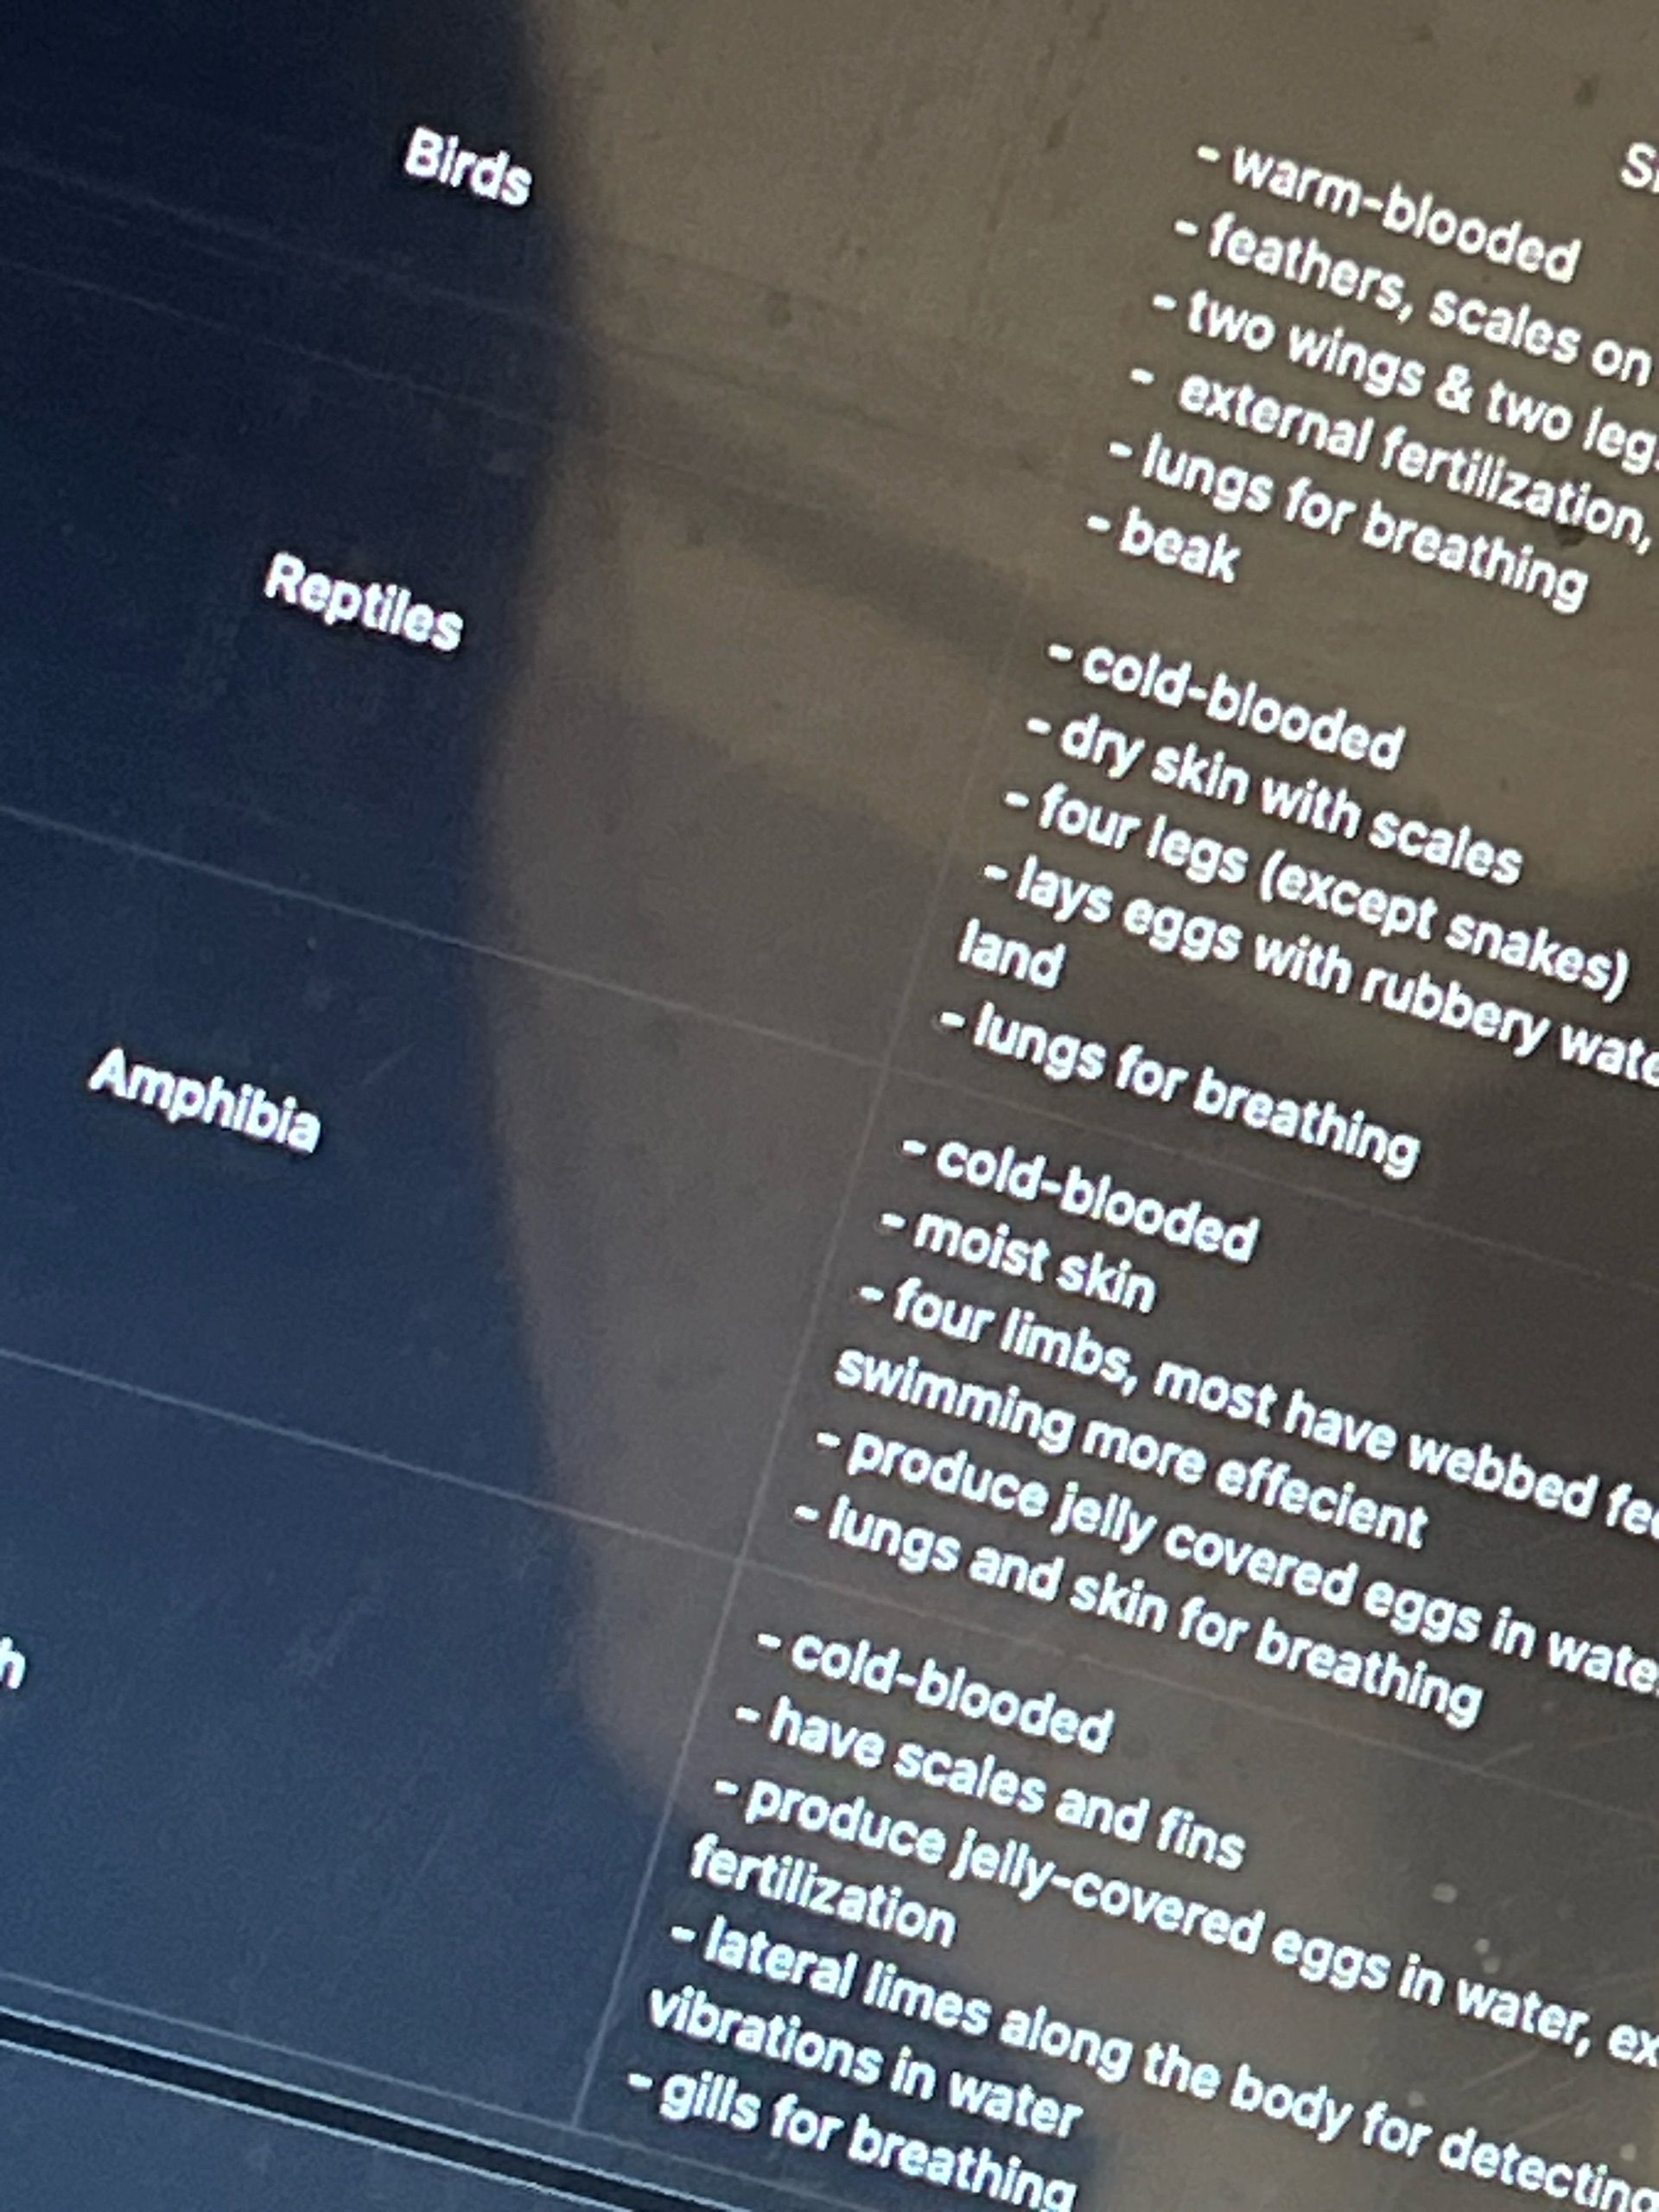 Birds
- warm-blooded
- feathers, scales on
- two wings & two
- external fertilization,
- lungs for breathing
- beak
Reptiles
- cold-blooded
- dry skin with scales
- four legs (except snakes)
- lays eggs with rubbery
land
- lungs for breathing
Amphibia
- cold-blooded
- moist skin
- four limbs, most have webbed
swimming more effecient
- produce jelly covered eggs in
- lungs and skin for breathing
- cold-blooded
- have scales and fins
- produce jelly-covered eggs in water,
fertilization
- lateral limes along the body for detecting
vibrations in water
- gills for breathing